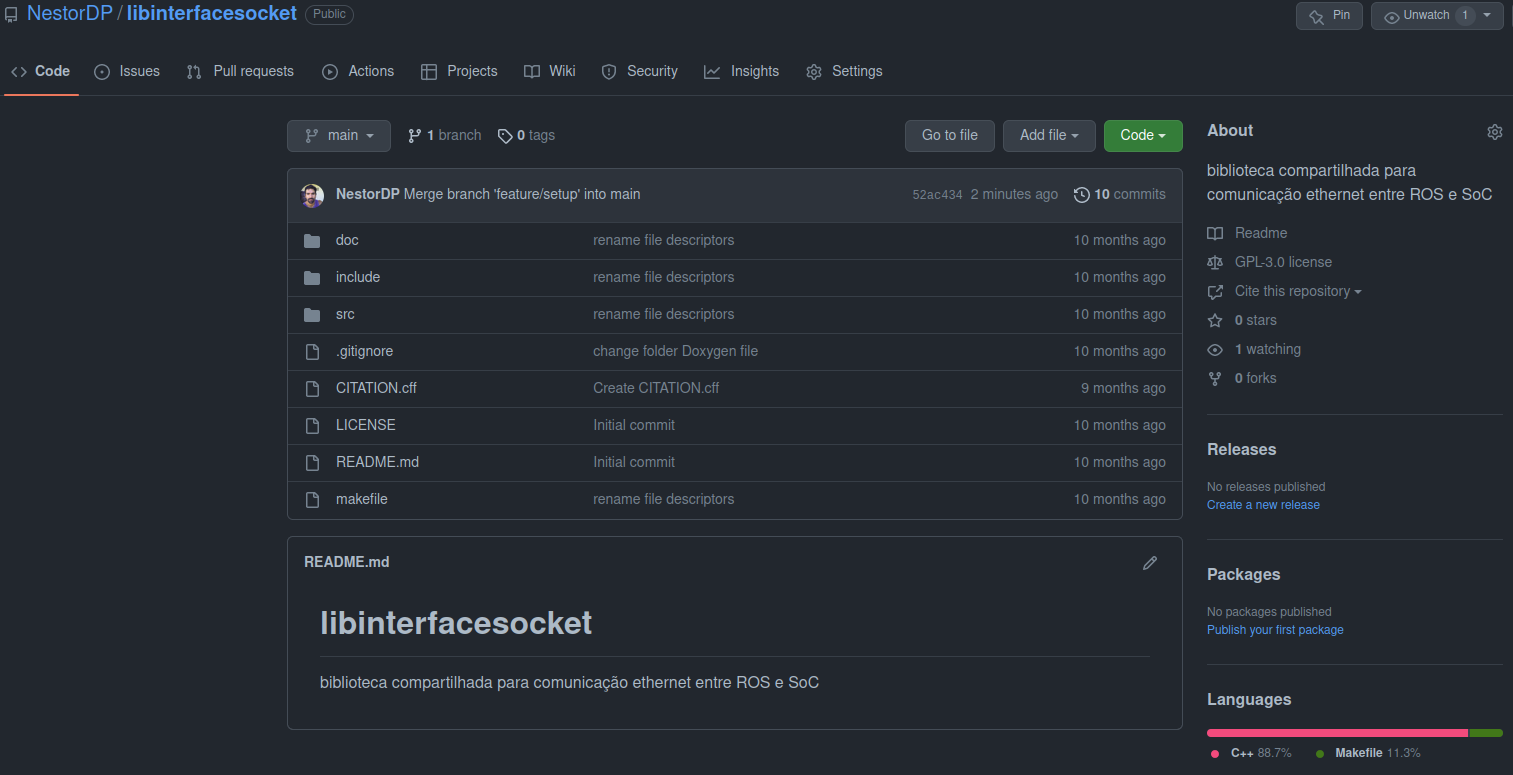 NestorDP / libinterfacesocket Public
Pin Unwatch 1
Code Issues Pull requests Actions Projects Wiki Security Insights Settings
main 1 branch 0 tags Go to file Add file Code
NestorDP Merge branch 'feature/setup' into main 52ac434 2 minutes ago 10 commits
doc rename file descriptors 10 months ago
include rename file descriptors 10 months ago
src rename file descriptors 10 months ago
.gitignore change folder Doxygen file 10 months ago
CITATION.cff Create CITATION.cff 9 months ago
LICENSE Initial commit 10 months ago
README.md Initial commit 10 months ago
makefile rename file descriptors 10 months ago
README.md
libinterfacesocket
biblioteca compartilhada para comunicação ethernet entre ROS e SoC
About
biblioteca compartilhada para
comunicação ethernet entre ROS e SoC
Readme
GPL-3.0 license
Cite this repository
0 stars
1 watching
0 forks
Releases
No releases published
Create a new release
Packages
No packages published
Publish your first package
Languages
C++ 88.7% Makefile 11.3%